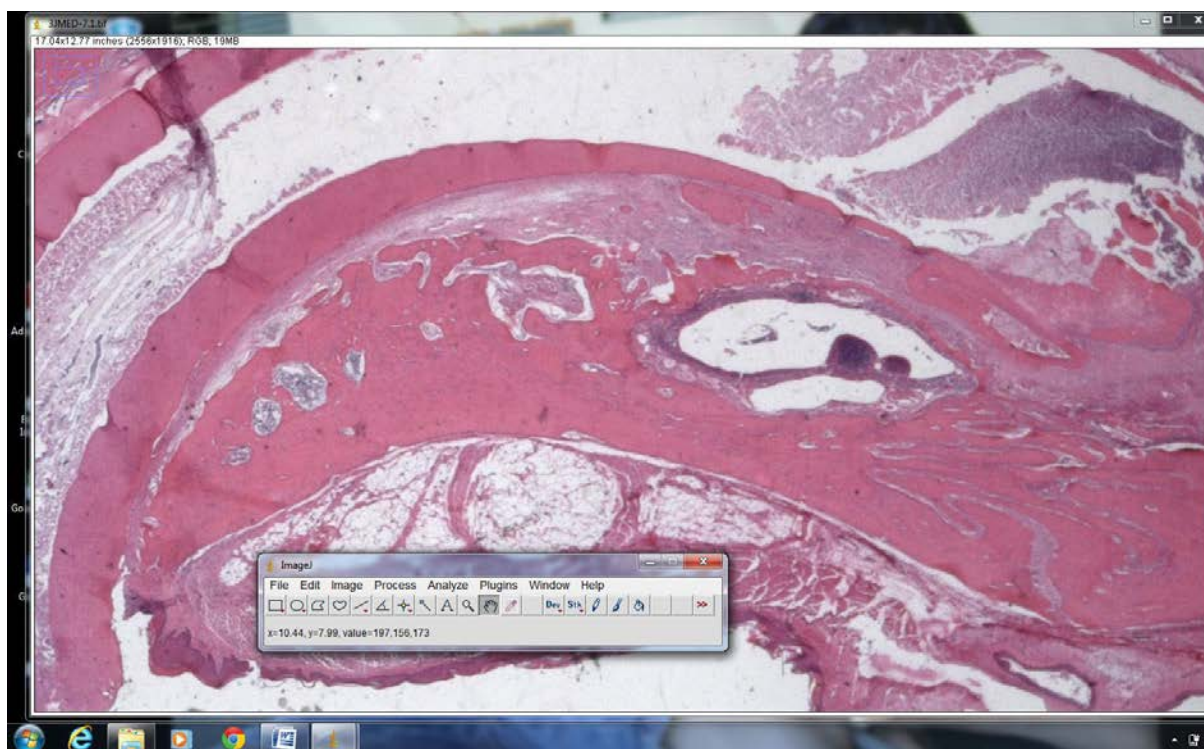 3JMED-7.1.tif
17.04x12.77 inches (2556x1916); RGB; 19MB
ImageJ
File Edit Image Process Analyze Plugins Window Help
Dev Stk >>
x=10.44, y=7.99, value=197,156,173